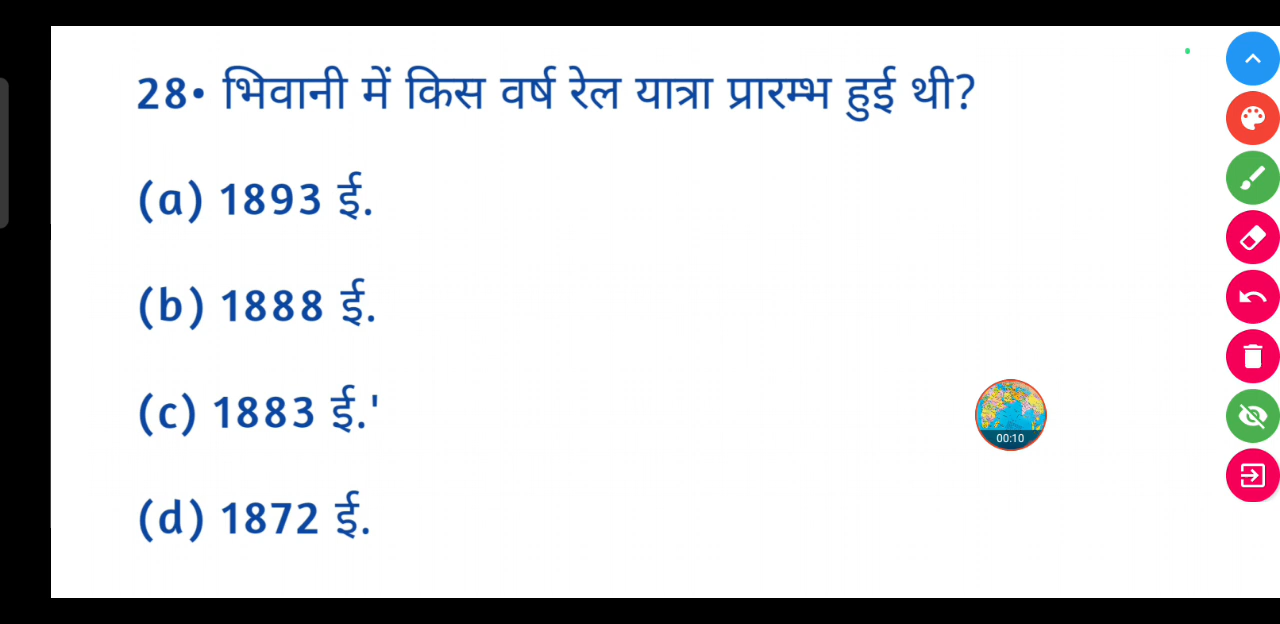 28• भिवानी में किस वर्ष रेल यात्रा प्रारम्भ हुई थी?
(a) 1893 ई.
(b) 1888 ई.
(c) 1883 ई.'
00:10
(d) 1872 ई.